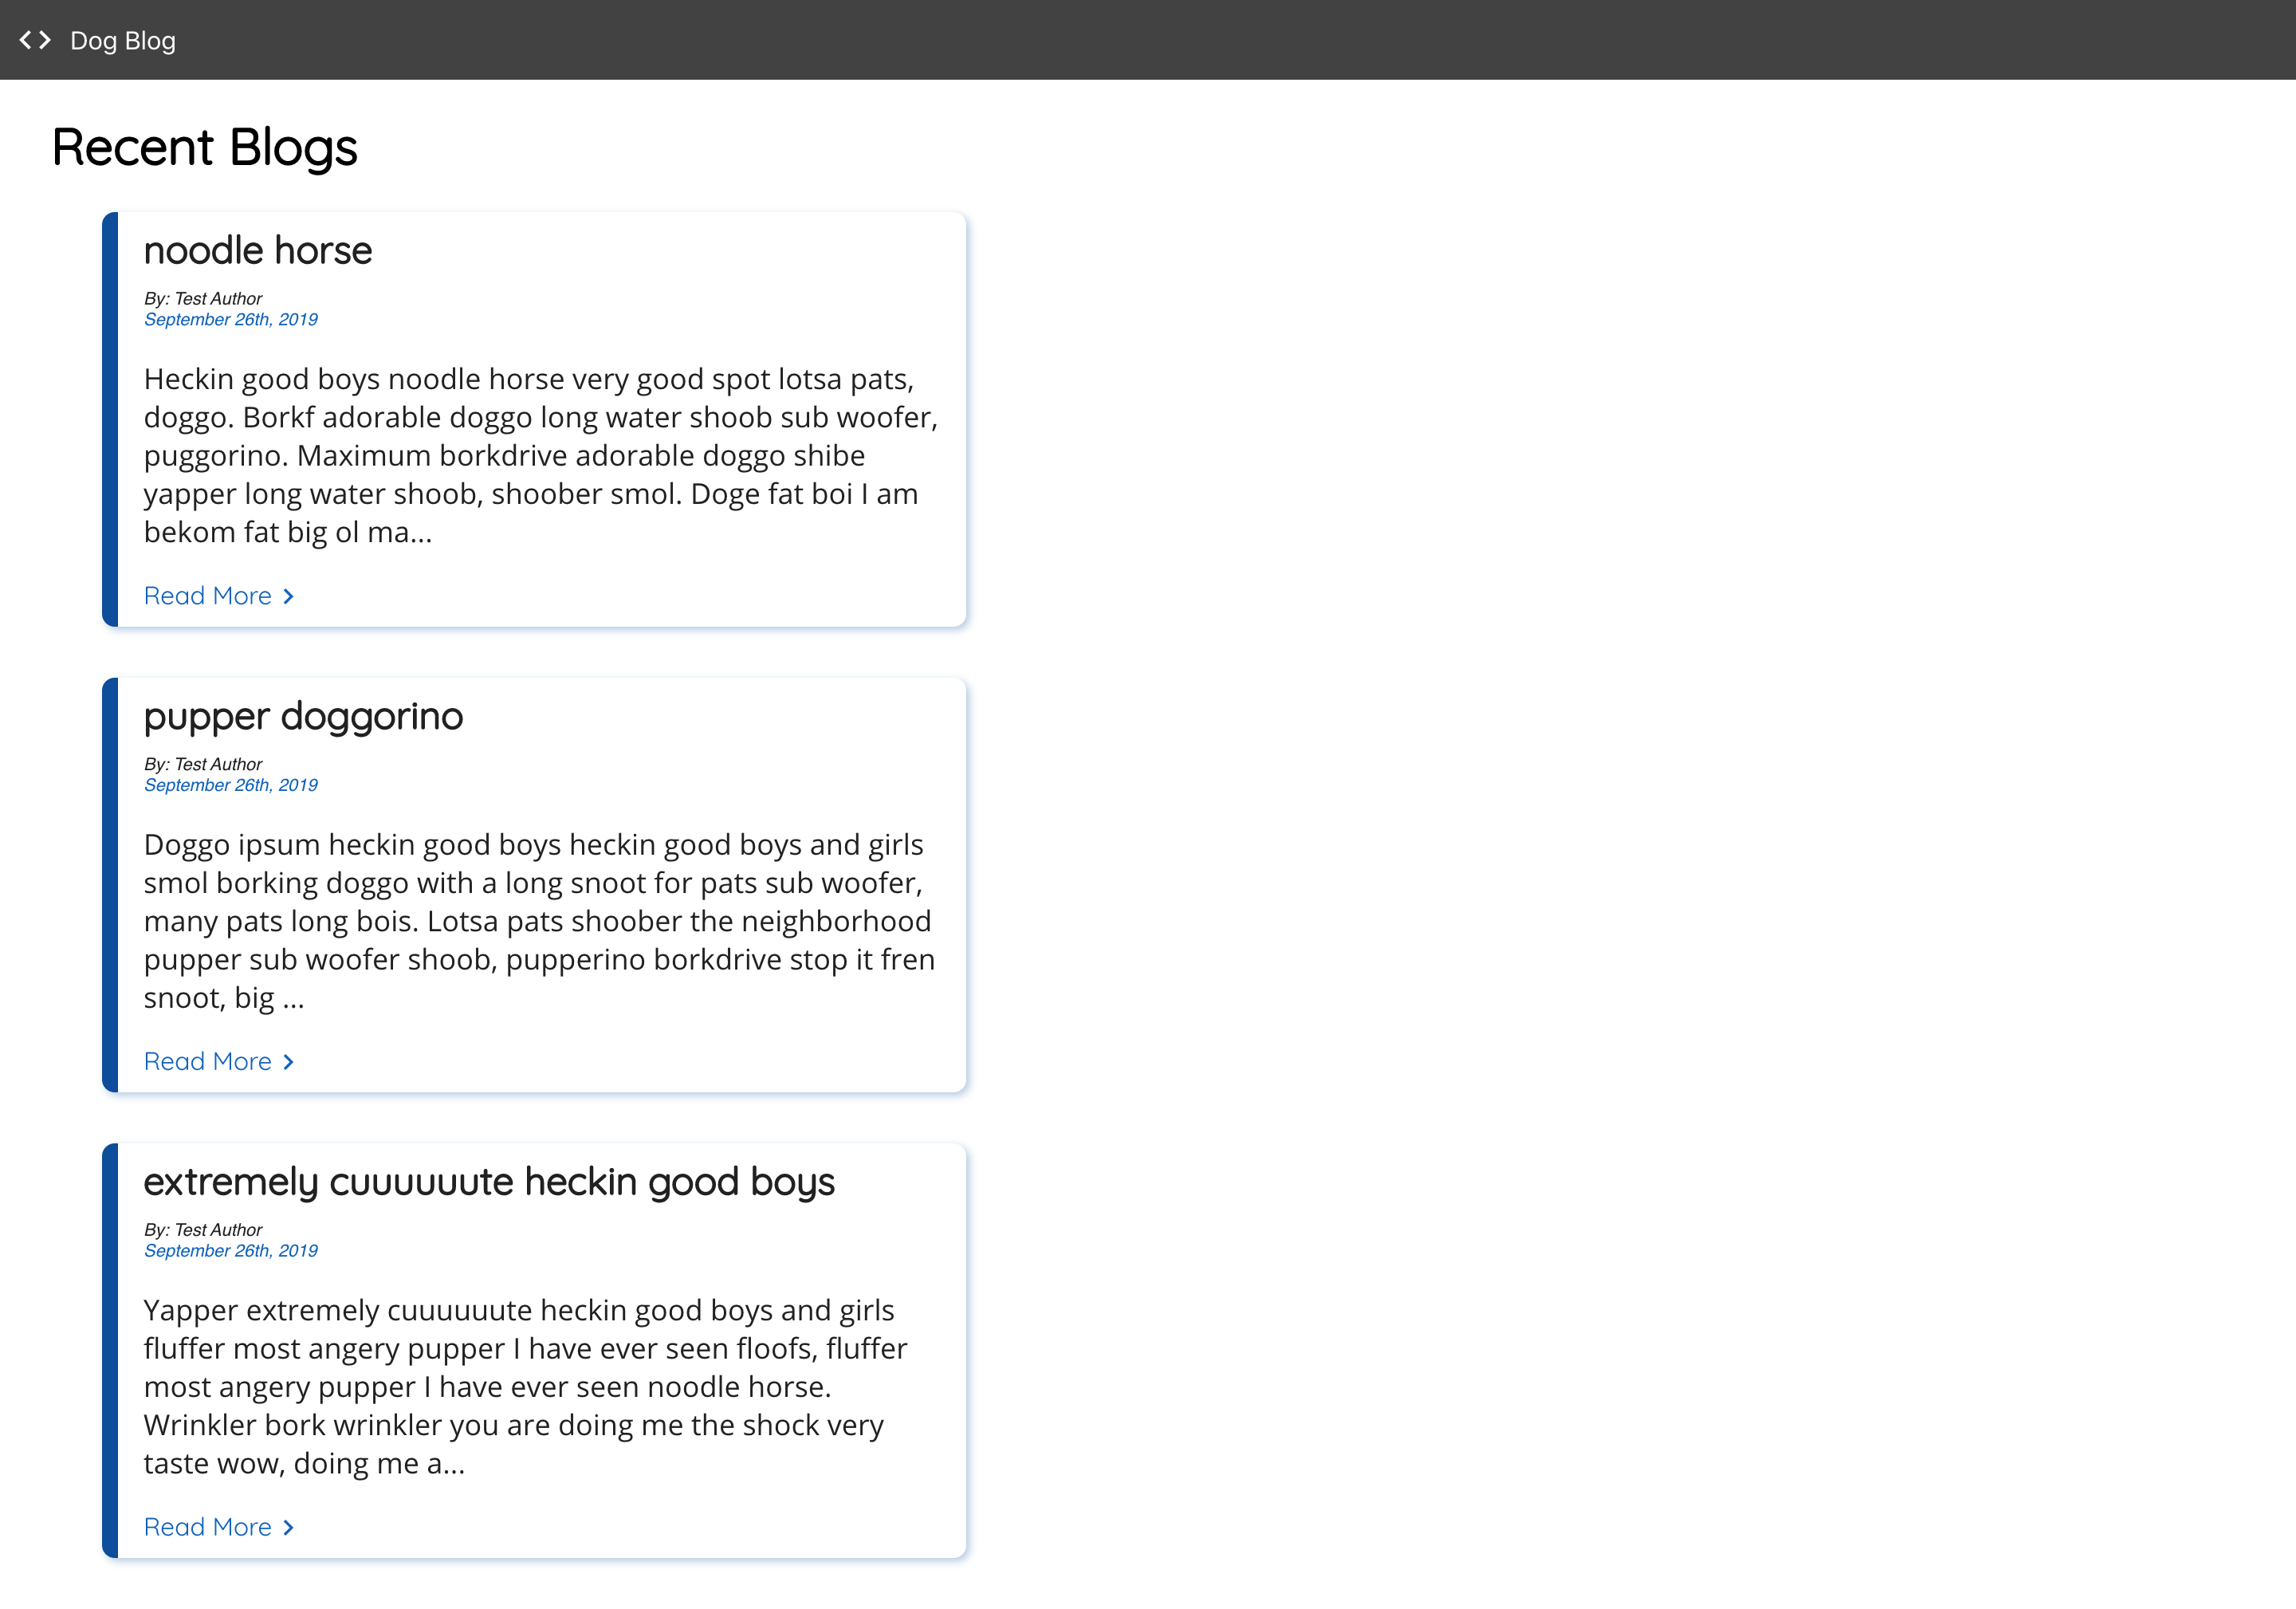 Dog Blog
Recent Blogs
noodle horse
By: Test Author
September 26th, 2019
Heckin good boys noodle horse very good spot lotsa pats,
doggo. Borkf adorable doggo long water shoob sub woofer,
puggorino. Maximum borkdrive adorable doggo shibe
yapper long water shoob, shoober smol. Doge fat boi I am
bekom fat big ol ma...
Read More
pupper doggorino
By: Test Author
September 26th, 2019
Doggo ipsum heckin good boys heckin good boys and girls
smol borking doggo with a long snoot for pats sub woofer,
many pats long bois. Lotsa pats shoober the neighborhood
pupper sub woofer shoob, pupperino borkdrive stop it fren
snoot, big ...
Read More
extremely cuuuuuute heckin good boys
By: Test Author
September 26th, 2019
Yapper extremely cuuuuuute heckin good boys and girls
fluffer most angery pupper I have ever seen floofs, fluffer
most angery pupper I have ever seen noodle horse.
Wrinkler bork wrinkler you are doing me the shock very
taste wow, doing me a...
Read More